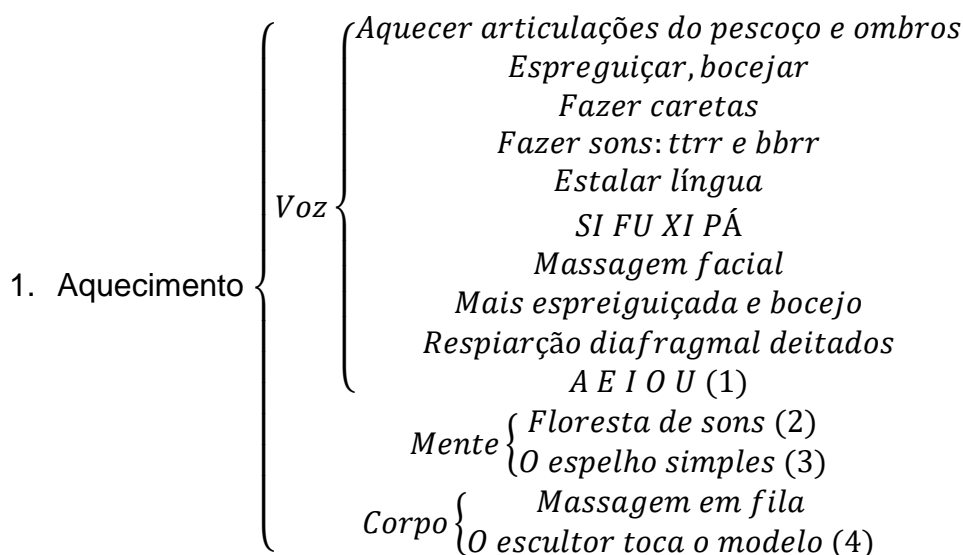 Aquecer articulações do pescoço e ombros
Espreguiçar, bocejar
Fazer caretas
Fazer sons: ttrr e bbrr
Estalar língua
Voz
SI FU XI PÁ
Massagem facial
1. Aquecimento
Mais espreiguiçada e bocejo
Respiarção diafragmal deitados
A E I O U (1)
Mente
Floresta de sons (2)
O espelho simples (3)
Corpo
Massagem em fila
O escultor toca o modelo (4)